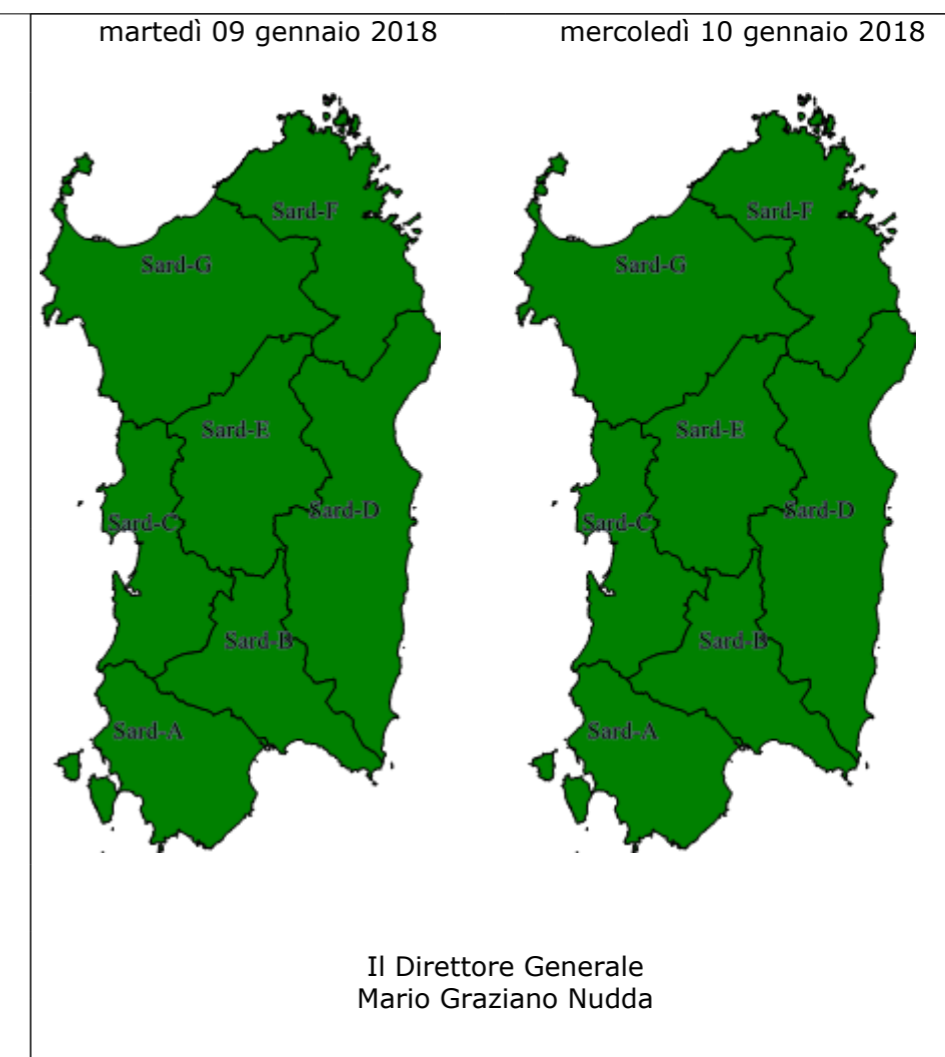 martedì 09 gennaio 2018
mercoledì 10 gennaio 2018
Sard-F
Sard-G
Sard-E
Sard-D
Sard-C
Sard-B
Sard-A
Sard-F
Sard-G
Sard-E
Sard-D
Sard-C
Sard-B
Sard-A
Il Direttore Generale
Mario Graziano Nudda